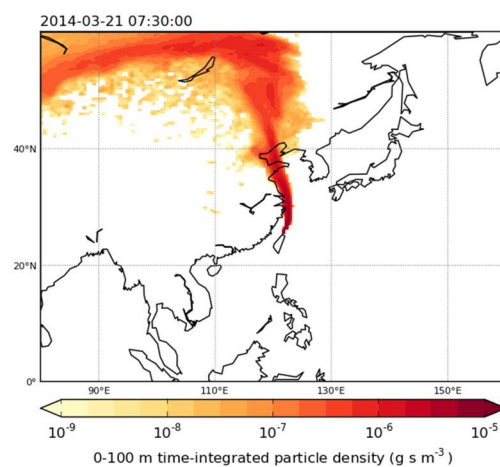 2014-03-21 07:30:00
40°N
20°N
0°
90°E
110°E
130°E
150°E
10⁻⁹
10⁻⁸
10⁻⁷
10⁻⁶
10⁻⁵
0-100 m time-integrated particle density (g s m⁻³)